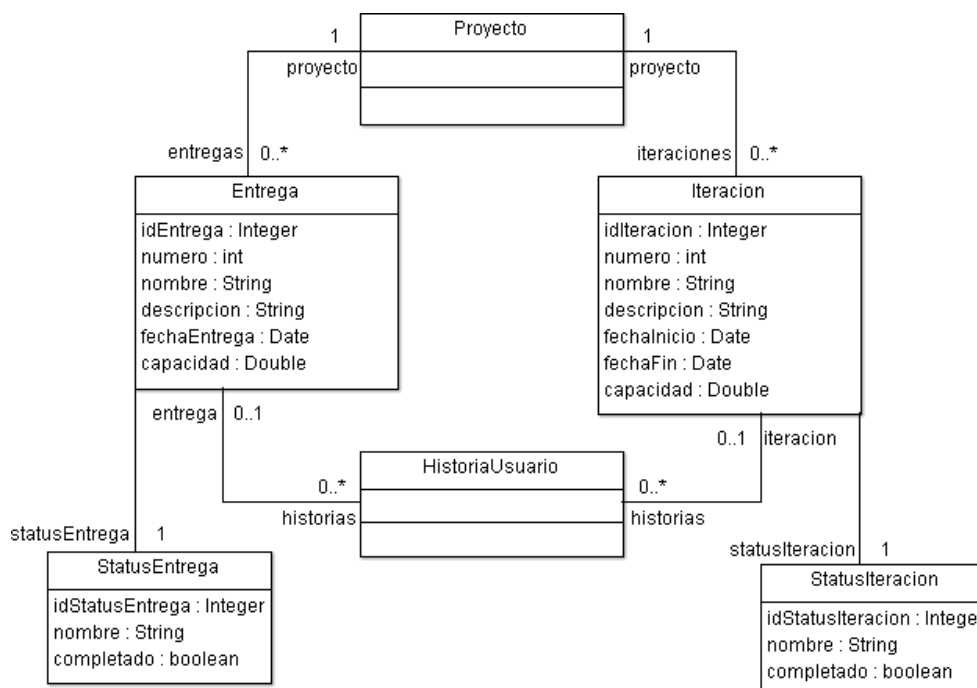 Proyecto
1
proyecto
1
proyecto
entregas
0..*
iteraciones
0..*
Entrega
idEntrega : Integer
numero : int
nombre : String
descripcion : String
fechaEntrega : Date
capacidad : Double
Iteracion
idIteracion : Integer
numero : int
nombre : String
descripcion : String
fechaInicio : Date
fechaFin : Date
capacidad : Double
entrega
0..1
0..1
iteracion
HistoriaUsuario
0..*
historias
0..*
historias
statusEntrega
1
statusIteracion
1
StatusEntrega
idStatusEntrega : Integer
nombre : String
completado : boolean
StatusIteracion
idStatusIteracion : Intege
nombre : String
completado : boolean